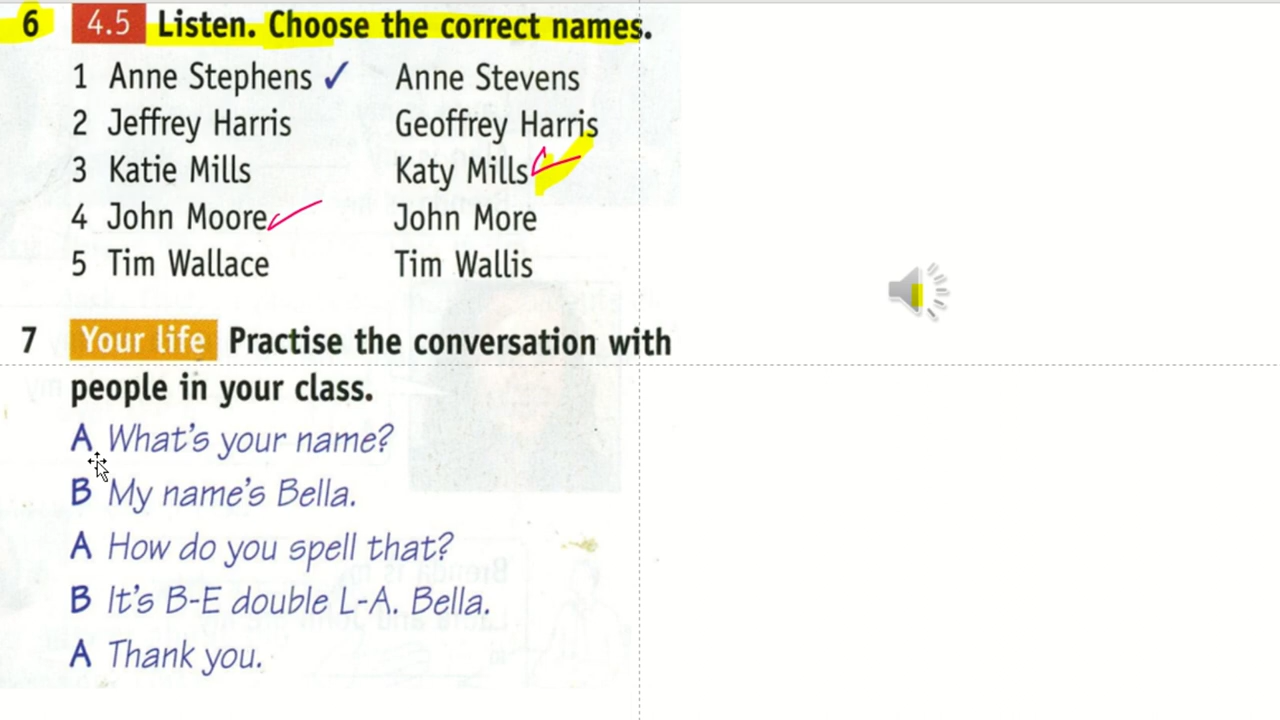 6 4.5 Listen. Choose the correct names.
1 Anne Stephens ✓ Anne Stevens
2 Jeffrey Harris Geoffrey Harris
3 Katie Mills Katy Mills
4 John Moore John More
5 Tim Wallace Tim Wallis
7 Your life Practise the conversation with
people in your class.
A What's your name?
B My name's Bella.
A How do you spell that?
B It's B-E double L-A. Bella.
A Thank you.